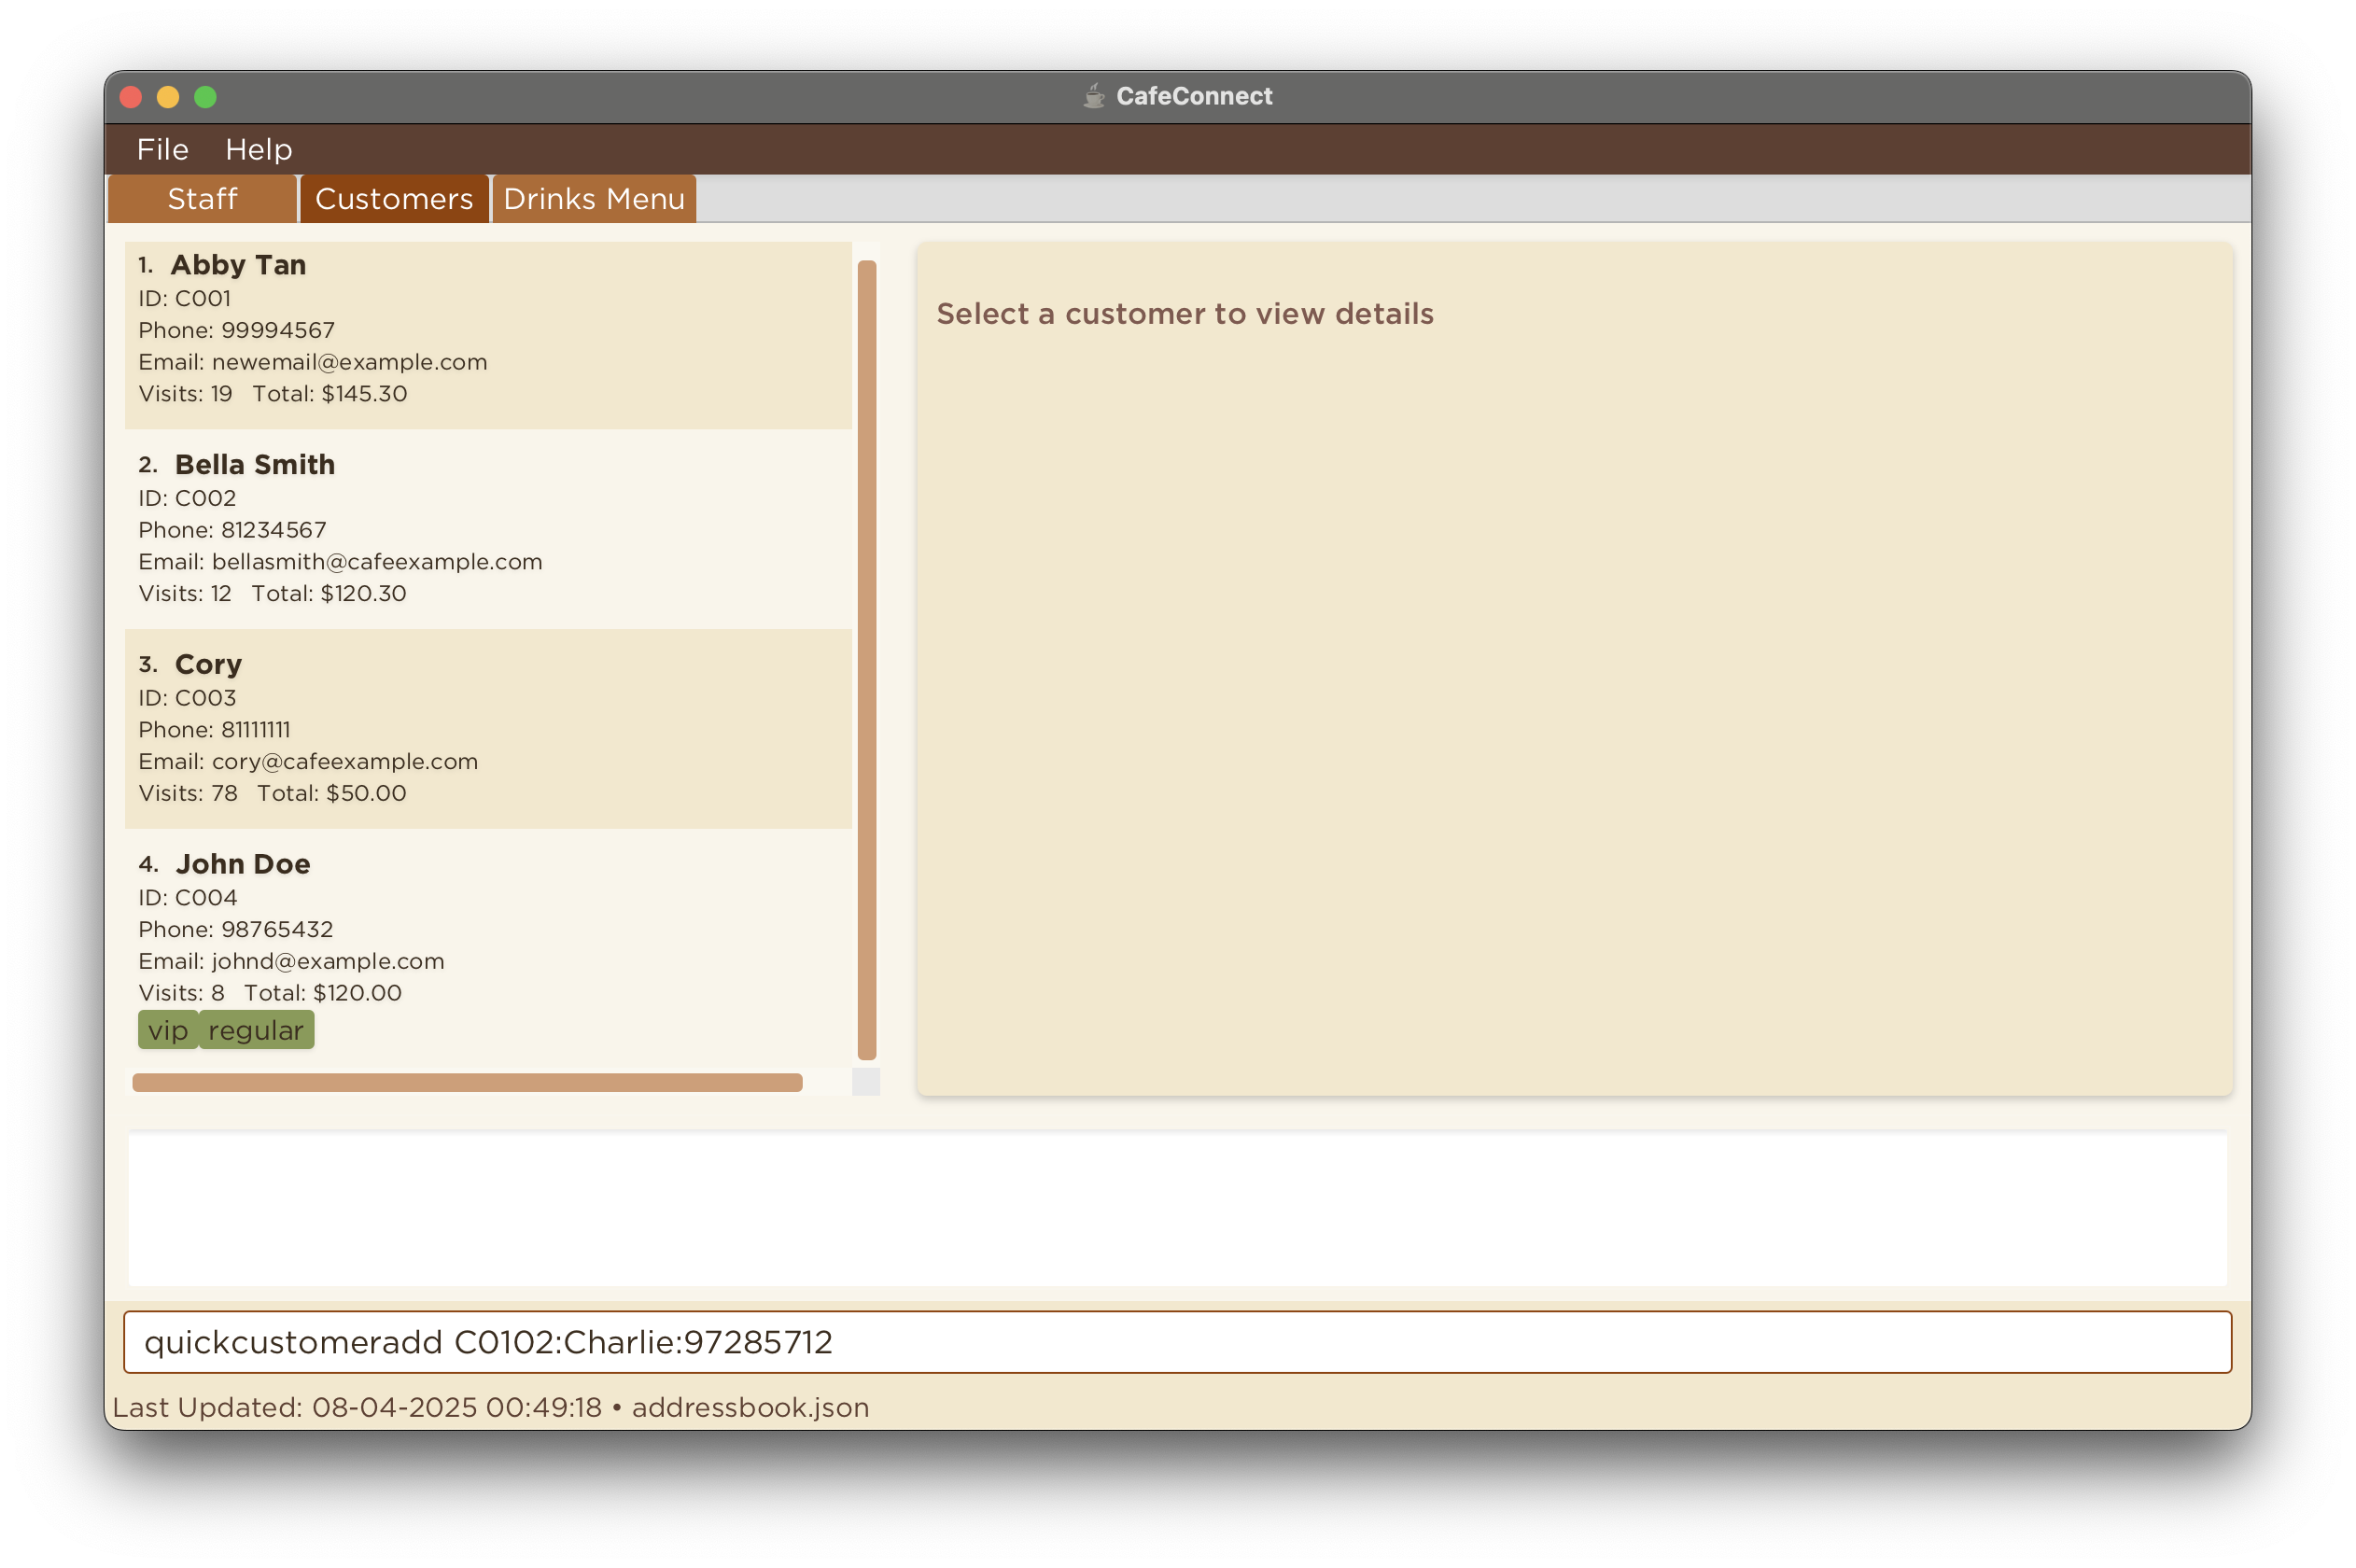 CafeConnect
File Help
Staff Customers Drinks Menu
1. Abby Tan
ID: C001
Phone: 99994567
Email: newemail@example.com
Visits: 19 Total: $145.30
2. Bella Smith
ID: C002
Phone: 81234567
Email: bellasmith@cafeexample.com
Visits: 12 Total: $120.30
3. Cory
ID: C003
Phone: 81111111
Email: cory@cafeexample.com
Visits: 78 Total: $50.00
4. John Doe
ID: C004
Phone: 98765432
Email: johnd@example.com
Visits: 8 Total: $120.00
vip regular
Select a customer to view details
quickcustomeradd C0102:Charlie:97285712
Last Updated: 08-04-2025 00:49:18 • addressbook.json